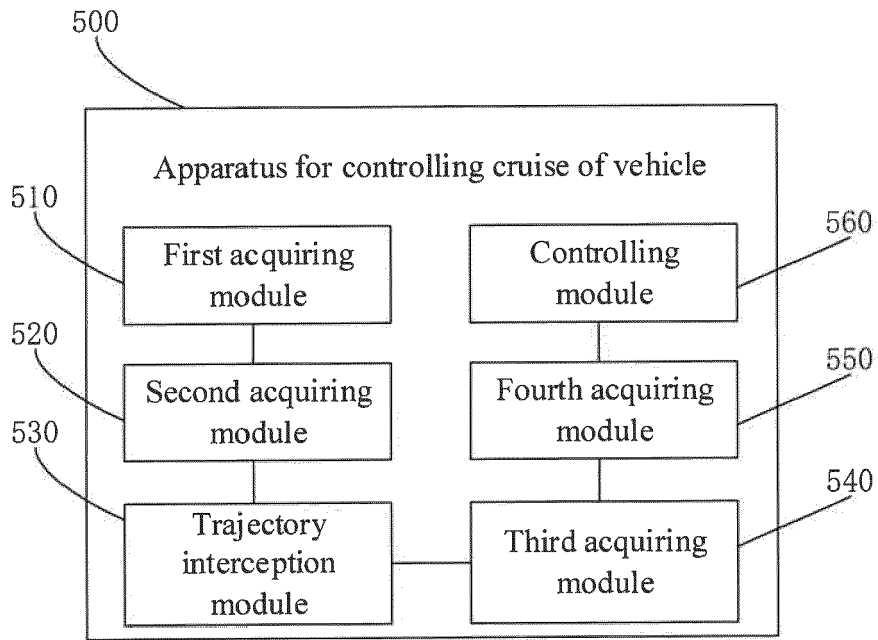 500
Apparatus for controlling cruise of vehicle
510
First acquiring
module
560
Controlling
module
520
Second acquiring
module
550
Fourth acquiring
module
530
Trajectory
interception
module
540
Third acquiring
module